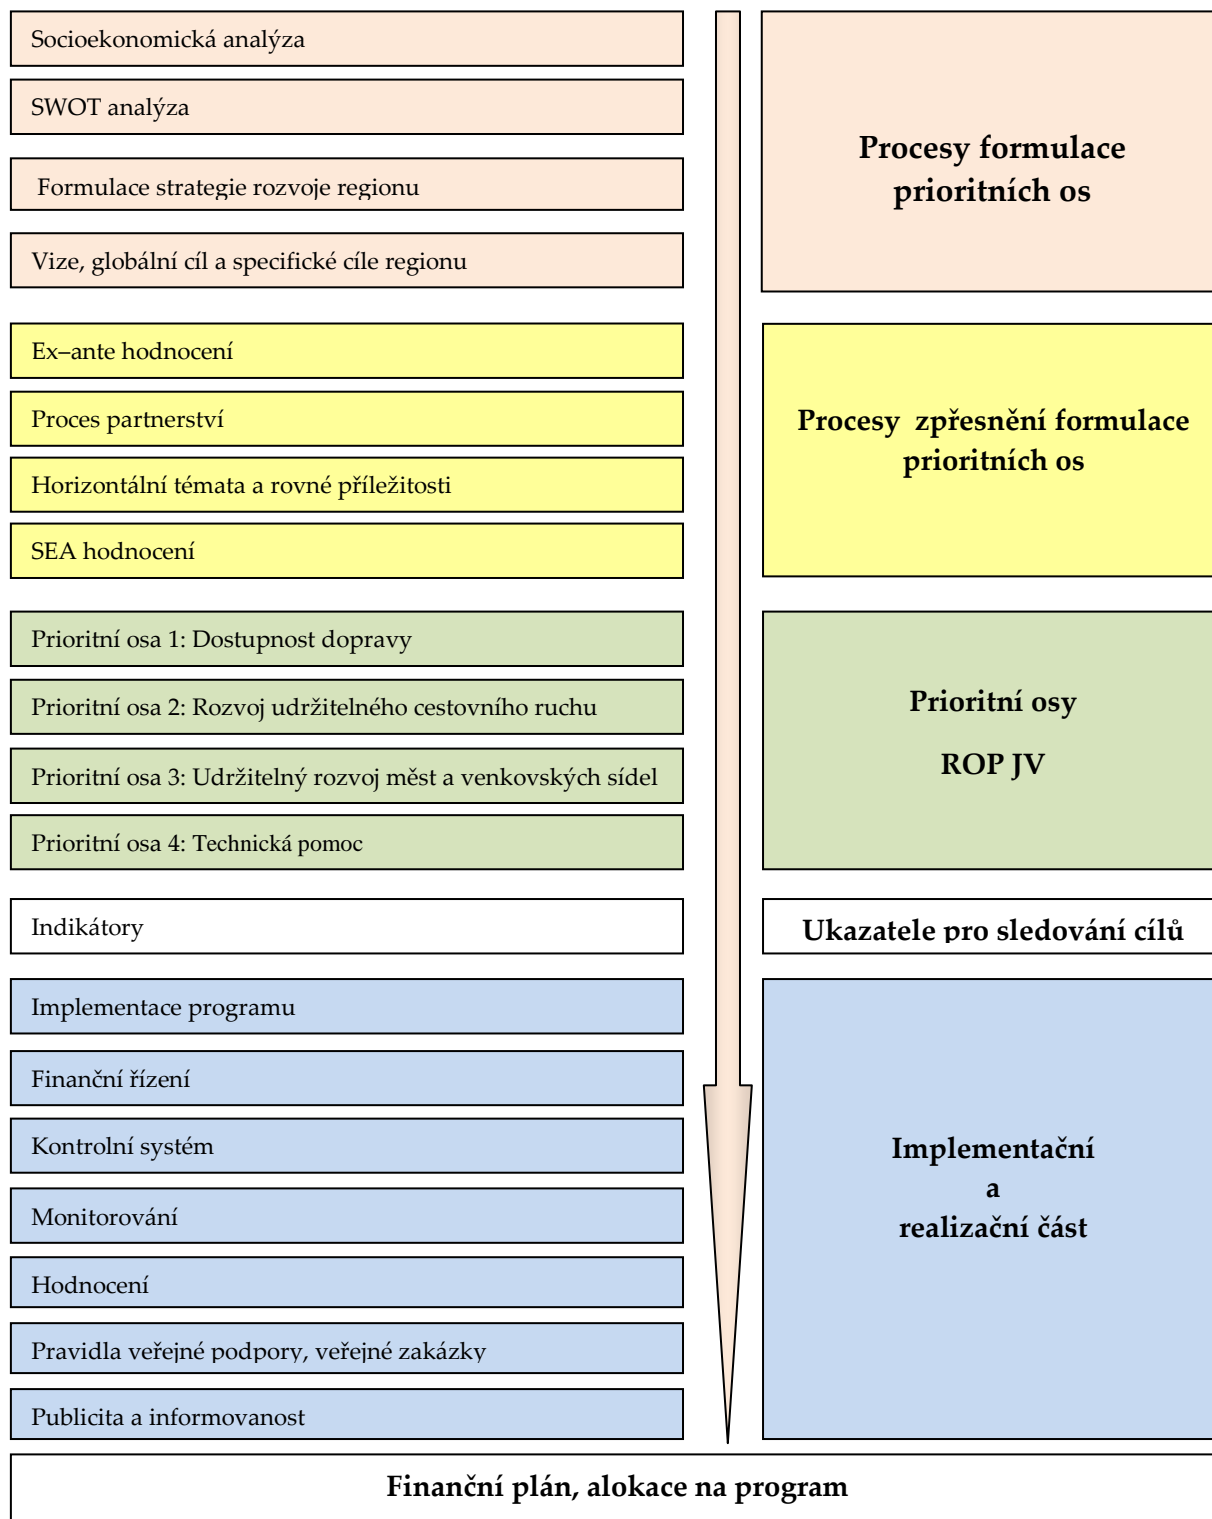 Socioekonomická analýza
SWOT analýza
Formulace strategie rozvoje regionu
Vize, globální cíl a specifické cíle regionu
Procesy formulace
prioritních os
Ex–ante hodnocení
Proces partnerství
Horizontální témata a rovné příležitosti
SEA hodnocení
Procesy zpřesnění formulace
prioritních os
Prioritní osa 1: Dostupnost dopravy
Prioritní osa 2: Rozvoj udržitelného cestovního ruchu
Prioritní osa 3: Udržitelný rozvoj měst a venkovských sídel
Prioritní osa 4: Technická pomoc
Prioritní osy
ROP JV
Indikátory
Ukazatele pro sledování cílů
Implementace programu
Finanční řízení
Kontrolní systém
Monitorování
Hodnocení
Pravidla veřejné podpory, veřejné zakázky
Publicita a informovanost
Implementační
a
realizační část
Finanční plán, alokace na program